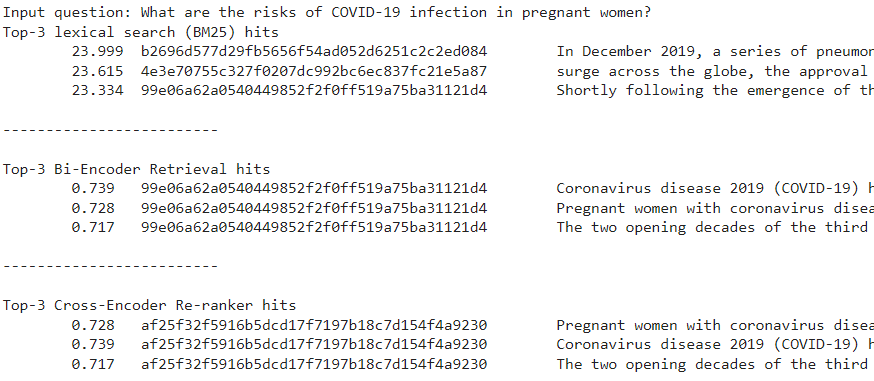 Input question: What are the risks of COVID-19 infection in pregnant women?
Top-3 lexical search (BM25) hits
23.999 b2696d577d29fb5656f54ad052d6251c2c2ed084 In December 2019, a series of pneumon
23.615 4e3e70755c327f0207dc992bc6ec837fc21e5a87 surge across the globe, the approval
23.334 99e06a62a0540449852f2f0ff519a75ba31121d4 Shortly following the emergence of th
-------------------------
Top-3 Bi-Encoder Retrieval hits
0.739 99e06a62a0540449852f2f0ff519a75ba31121d4 Coronavirus disease 2019 (COVID-19) h
0.728 99e06a62a0540449852f2f0ff519a75ba31121d4 Pregnant women with coronavirus disea
0.717 99e06a62a0540449852f2f0ff519a75ba31121d4 The two opening decades of the third
-------------------------
Top-3 Cross-Encoder Re-ranker hits
0.728 af25f32f5916b5dcd17f7197b18c7d154f4a9230 Pregnant women with coronavirus disea
0.739 af25f32f5916b5dcd17f7197b18c7d154f4a9230 Coronavirus disease 2019 (COVID-19) h
0.717 af25f32f5916b5dcd17f7197b18c7d154f4a9230 The two opening decades of the third